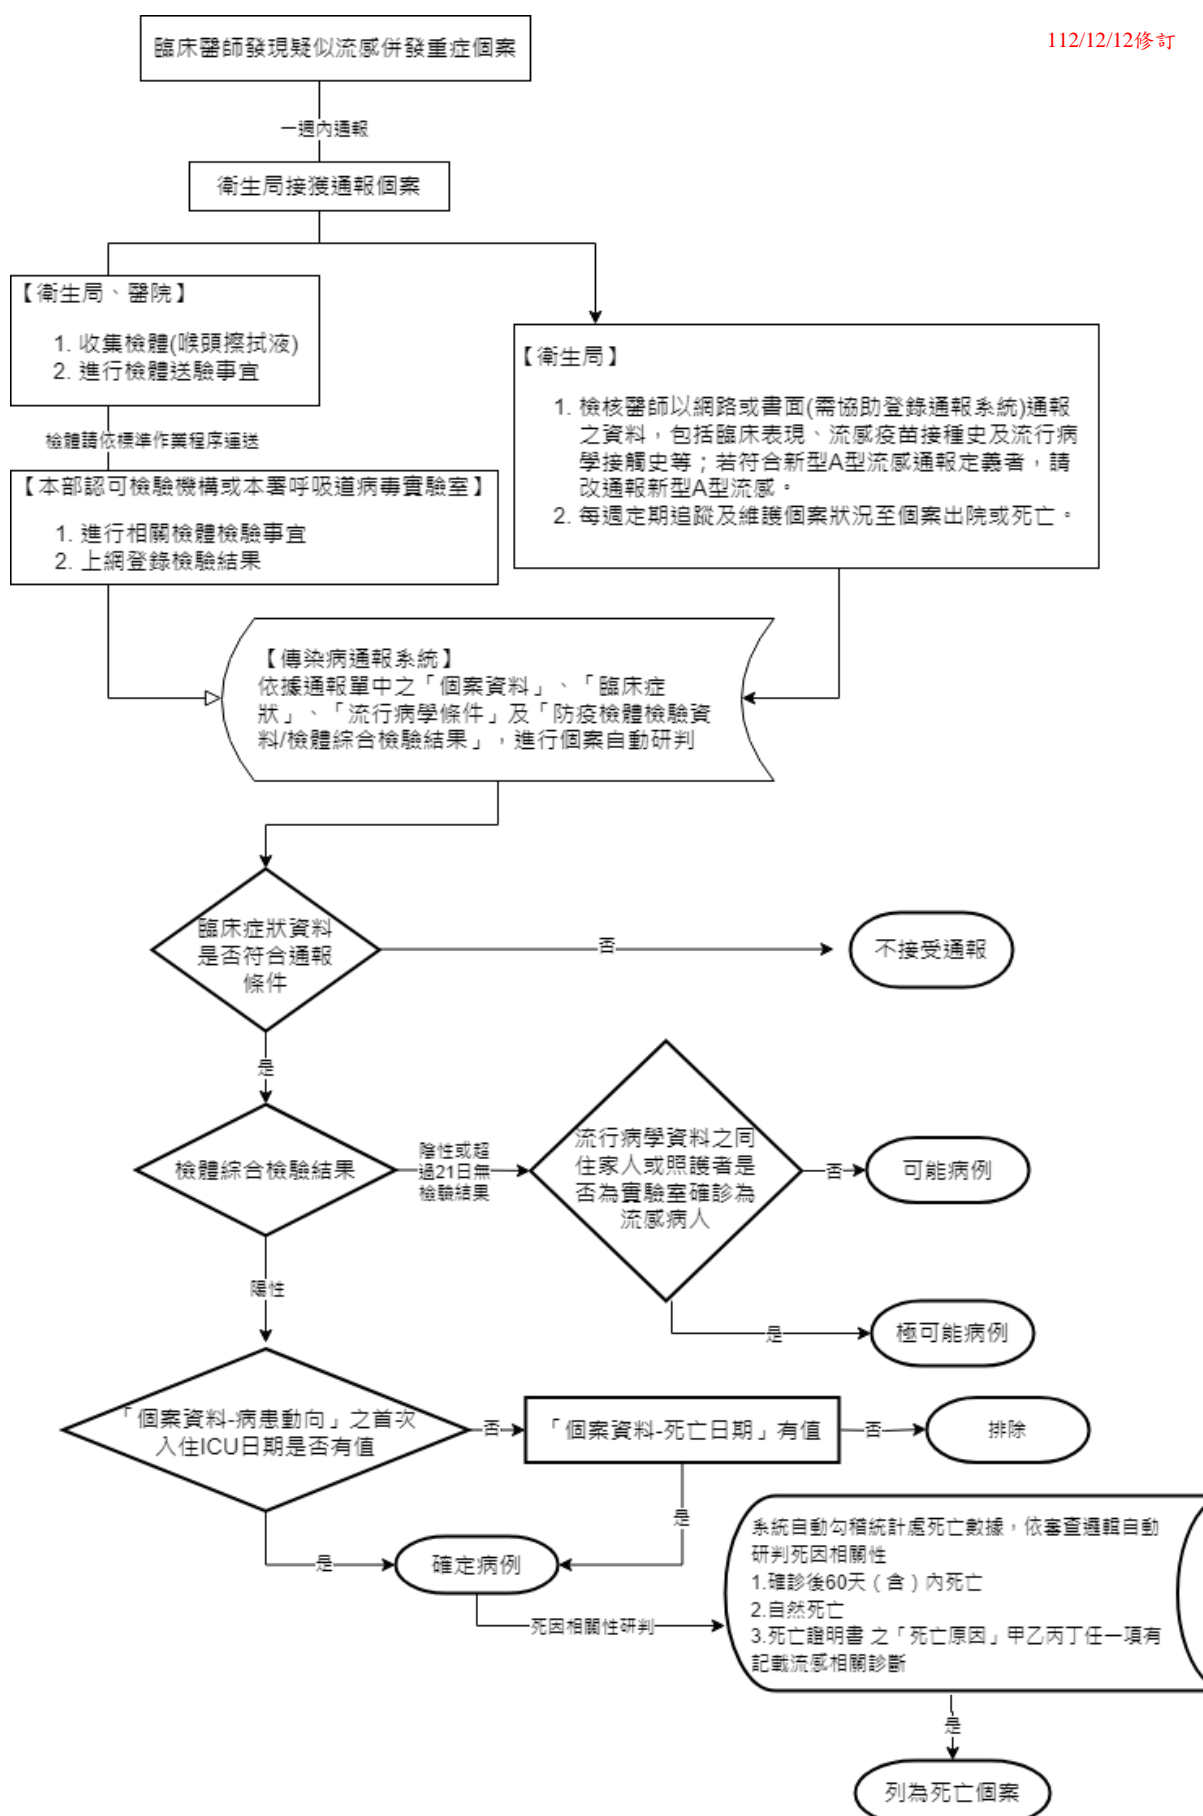 臨床醫師發現疑似流感併發重症個案
112/12/12修訂
一週內通報
衛生局接獲通報個案
【衛生局、醫院】
1. 收集檢體(喉頭擦拭液)
2. 進行檢體送驗事宜
【衛生局】
1. 檢核醫師以網路或書面(需協助登錄通報系統)通報
之資料，包括臨床表現、流感疫苗接種史及流行病
學接觸史等；若符合新型A型流感通報定義者，請
改通報新型A型流感。
2. 每週定期追蹤及維護個案狀況至個案出院或死亡。
檢體請依標準作業程序運送
【本部認可檢驗機構或本署呼吸道病毒實驗室】
1. 進行相關檢體檢驗事宜
2. 上網登錄檢驗結果
【傳染病通報系統】
依據通報單中之「個案資料」、「臨床症
狀」、「流行病學條件」及「防疫檢體檢驗資
料/檢體綜合檢驗結果」，進行個案自動研判
臨床症狀資料
是否符合通報
條件
否
不接受通報
是
檢體綜合檢驗結果
陰性或超
過21日無
檢驗結果
流行病學資料之同
住家人或照護者是
否為實驗室確診為
流感病人
否
可能病例
是
極可能病例
陽性
「個案資料-病患動向」之首次
入住ICU日期是否有值
否
「個案資料-死亡日期」有值
否
排除
是
是
確定病例
死因相關性研判
系統自動勾稽統計處死亡數據，依審查邏輯自動
研判死因相關性
1.確診後60天（含）內死亡
2.自然死亡
3.死亡證明書 之「死亡原因」甲乙丙丁任一項有
記載流感相關診斷
是
列為死亡個案